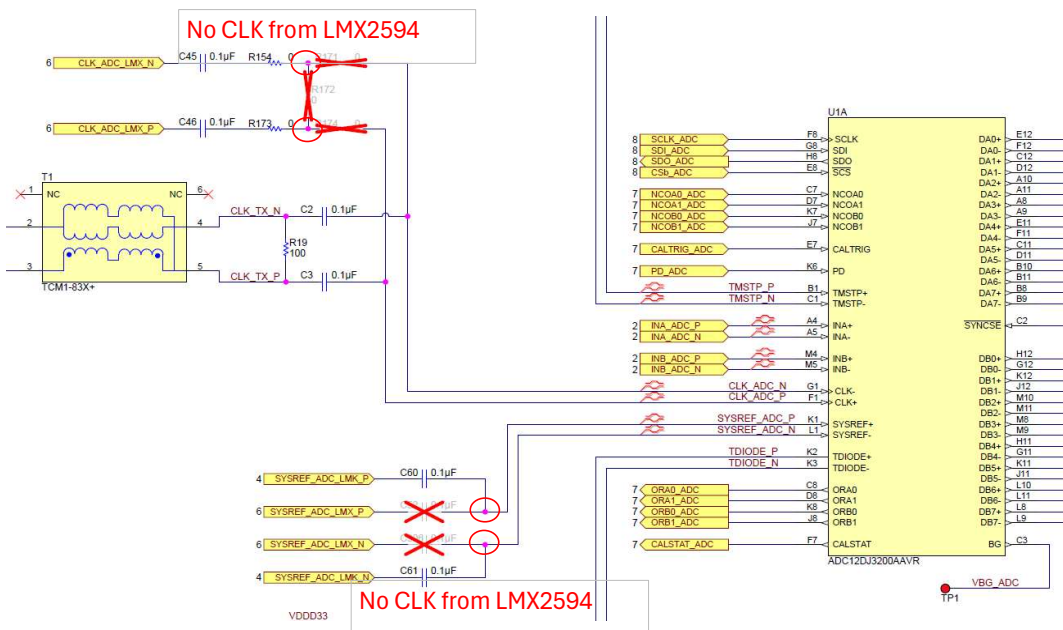 No CLK from LMX2594
6 CLK_ADC_LMX_N C45 0.1µF R154 0 R171 0
R172
0
6 CLK_ADC_LMX_P C46 0.1µF R173 0 R174 0
T1
1 NC NC 6
2 4 CLK_TX_N C2 0.1µF
R19
100
3 5 CLK_TX_P C3 0.1µF
TCM1-83X+
U1A
8 SCLK_ADC F8 SCLK DA0+ E12
8 SDI_ADC G8 SDI DA0- F12
8 SDO_ADC H8 SDO DA1+ C12
8 CSb_ADC E8 SCS DA1- D12
DA2+ A10
7 NCOA0_ADC C7 NCOA0 DA2- A11
7 NCOA1_ADC D7 NCOA1 DA3+ A8
7 NCOB0_ADC K7 NCOB0 DA3- A9
7 NCOB1_ADC J7 NCOB1 DA4+ E11
DA4- F11
7 CALTRIG_ADC E7 CALTRIG DA5+ C11
DA5- D11
7 PD_ADC K6 PD DA6+ B10
DA6- B11
TMSTP_P B1 TMSTP+ DA7+ B8
TMSTP_N C1 TMSTP- DA7- B9
2 INA_ADC_P A4 INA+ SYNCSE C2
2 INA_ADC_N A5 INA-
2 INB_ADC_P M4 INB+ DB0+ H12
2 INB_ADC_N M5 INB- DB0- G12
DB1+ K12
CLK_ADC_N G1 CLK- DB1- J12
CLK_ADC_P F1 CLK+ DB2+ M10
DB2- M11
SYSREF_ADC_P K1 SYSREF+ DB3+ M8
SYSREF_ADC_N L1 SYSREF- DB3- M9
DB4+ H11
TDIODE_P K2 TDIODE+ DB4- G11
TDIODE_N K3 TDIODE- DB5+ K11
DB5- J11
7 ORA0_ADC C8 ORA0 DB6+ L10
7 ORA1_ADC D8 ORA1 DB6- L11
7 ORB0_ADC K8 ORB0 DB7+ L8
7 ORB1_ADC J8 ORB1 DB7- L9
7 CALSTAT_ADC F7 CALSTAT BG C3
ADC12DJ3200AAVR
VBG_ADC
TP1
4 SYSREF_ADC_LMK_P C60 0.1µF
6 SYSREF_ADC_LMX_P
6 SYSREF_ADC_LMX_N
4 SYSREF_ADC_LMK_N C61 0.1µF
No CLK from LMX2594
VDDD33